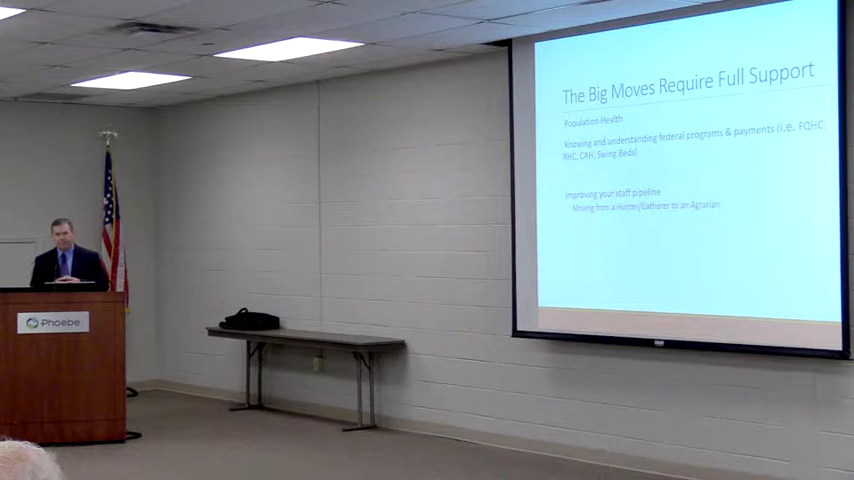 The Big Moves Require Full Support
Population Health
Knowing and understanding federal programs & payments (i.e. FQHC,
RHC, CAH, Swing Beds)
Improving your staff pipeline
Moving from a Hunter/Gatherer to an Agrarian
Phoebe